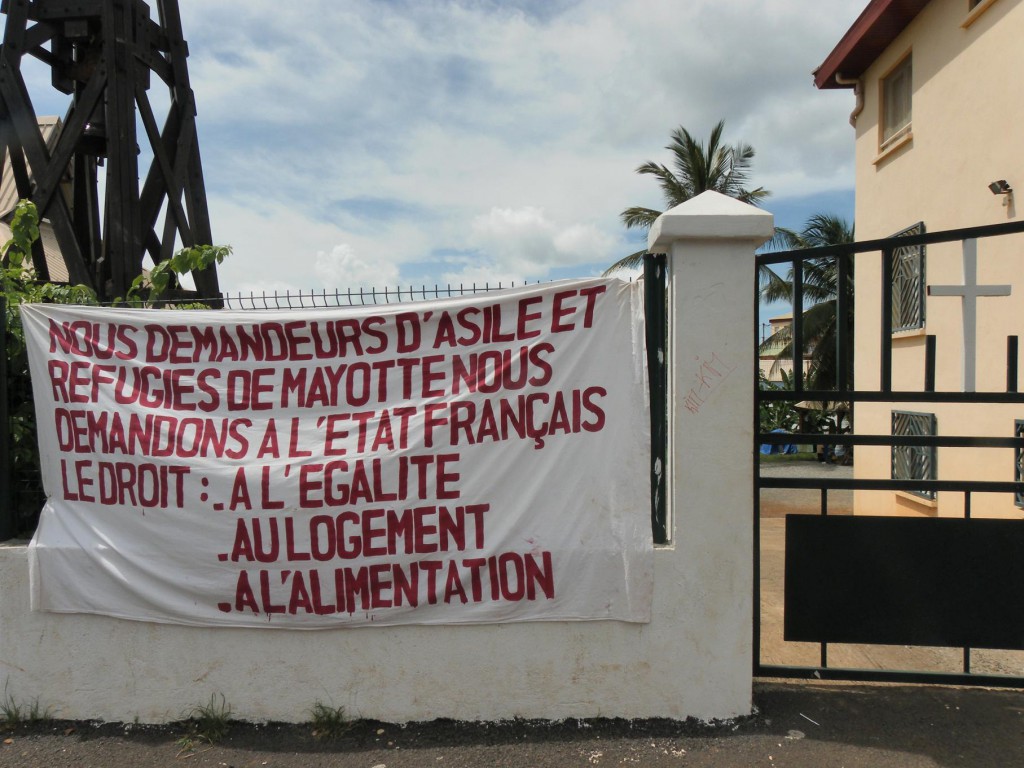 NOUS DEMANDEURS D'ASILE ET
REFUGIES DE MAYOTTE NOUS
DEMANDONS A L'ETAT FRANÇAIS
LE DROIT : . A L'EGALITE
. AU LOGEMENT
. A L'ALIMENTATION